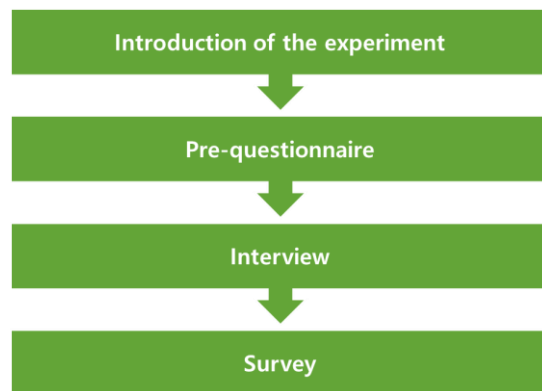 Introduction of the experiment
Pre-questionnaire
Interview
Survey